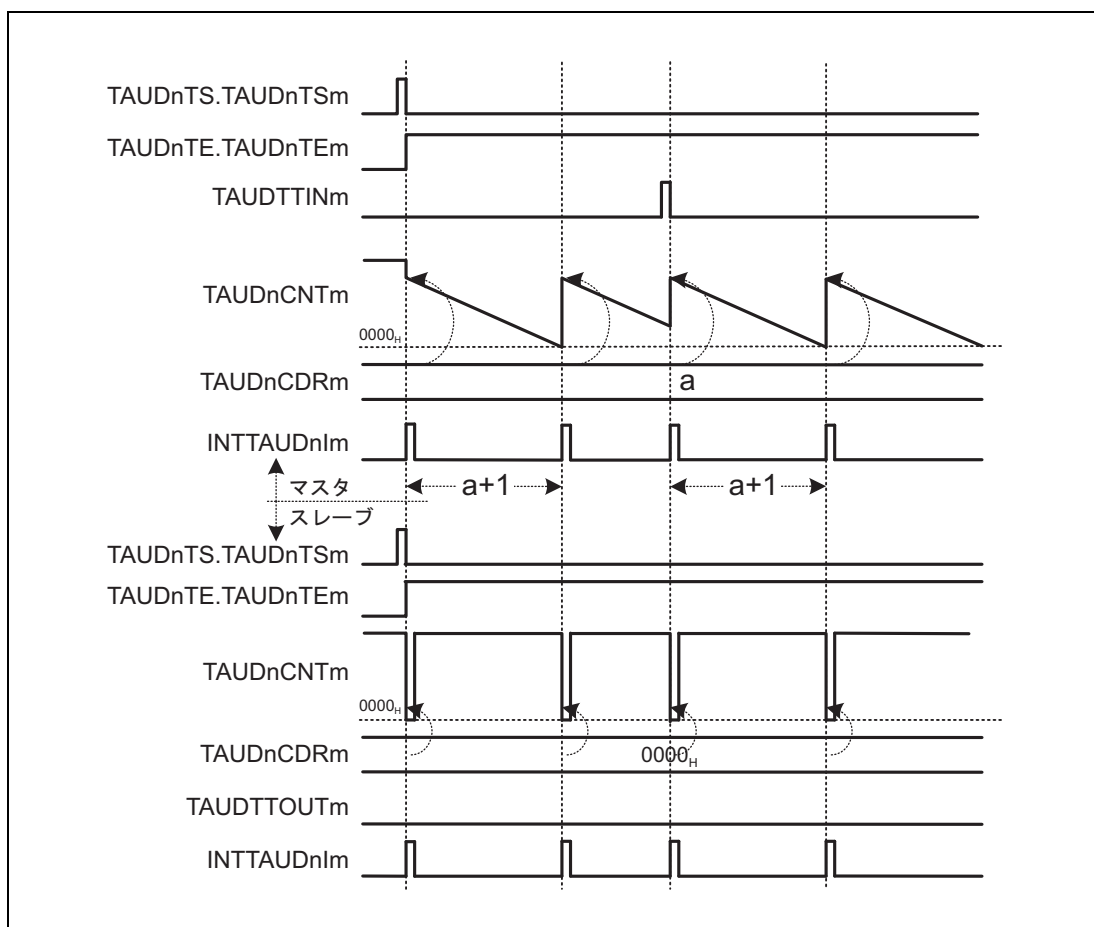 TAUDnTS.TAUDnTSm
TAUDnTE.TAUDnTEm
TAUDTTINm
TAUDnCNTm
0000H
TAUDnCDRm
a
INTTAUDnIm
a+1
a+1
マスタ
スレーブ
TAUDnTS.TAUDnTSm
TAUDnTE.TAUDnTEm
TAUDnCNTm
0000H
TAUDnCDRm
0000H
TAUDTTOUTm
INTTAUDnIm